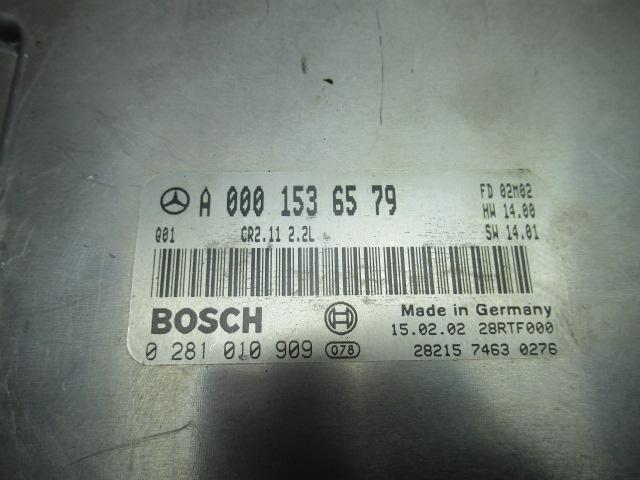 A 000 153 65 79
FD 02M02
HW 14.00
Q01 CR2.11 2.2L SW 14.01
BOSCH
Made in Germany
15.02.02 28RTF000
0 281 010 909 078
28215 7463 0276